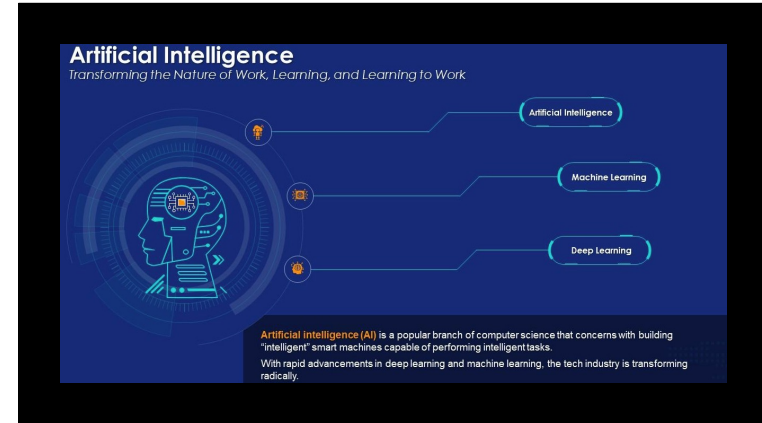 Artificial Intelligence
Transforming the Nature of Work, Learning, and Learning to Work
Artificial Intelligence
Machine Learning
Deep Learning
Artificial intelligence (AI) is a popular branch of computer science that concerns with building
"intelligent" smart machines capable of performing intelligent tasks.
With rapid advancements in deep learning and machine learning, the tech industry is transforming
radically.